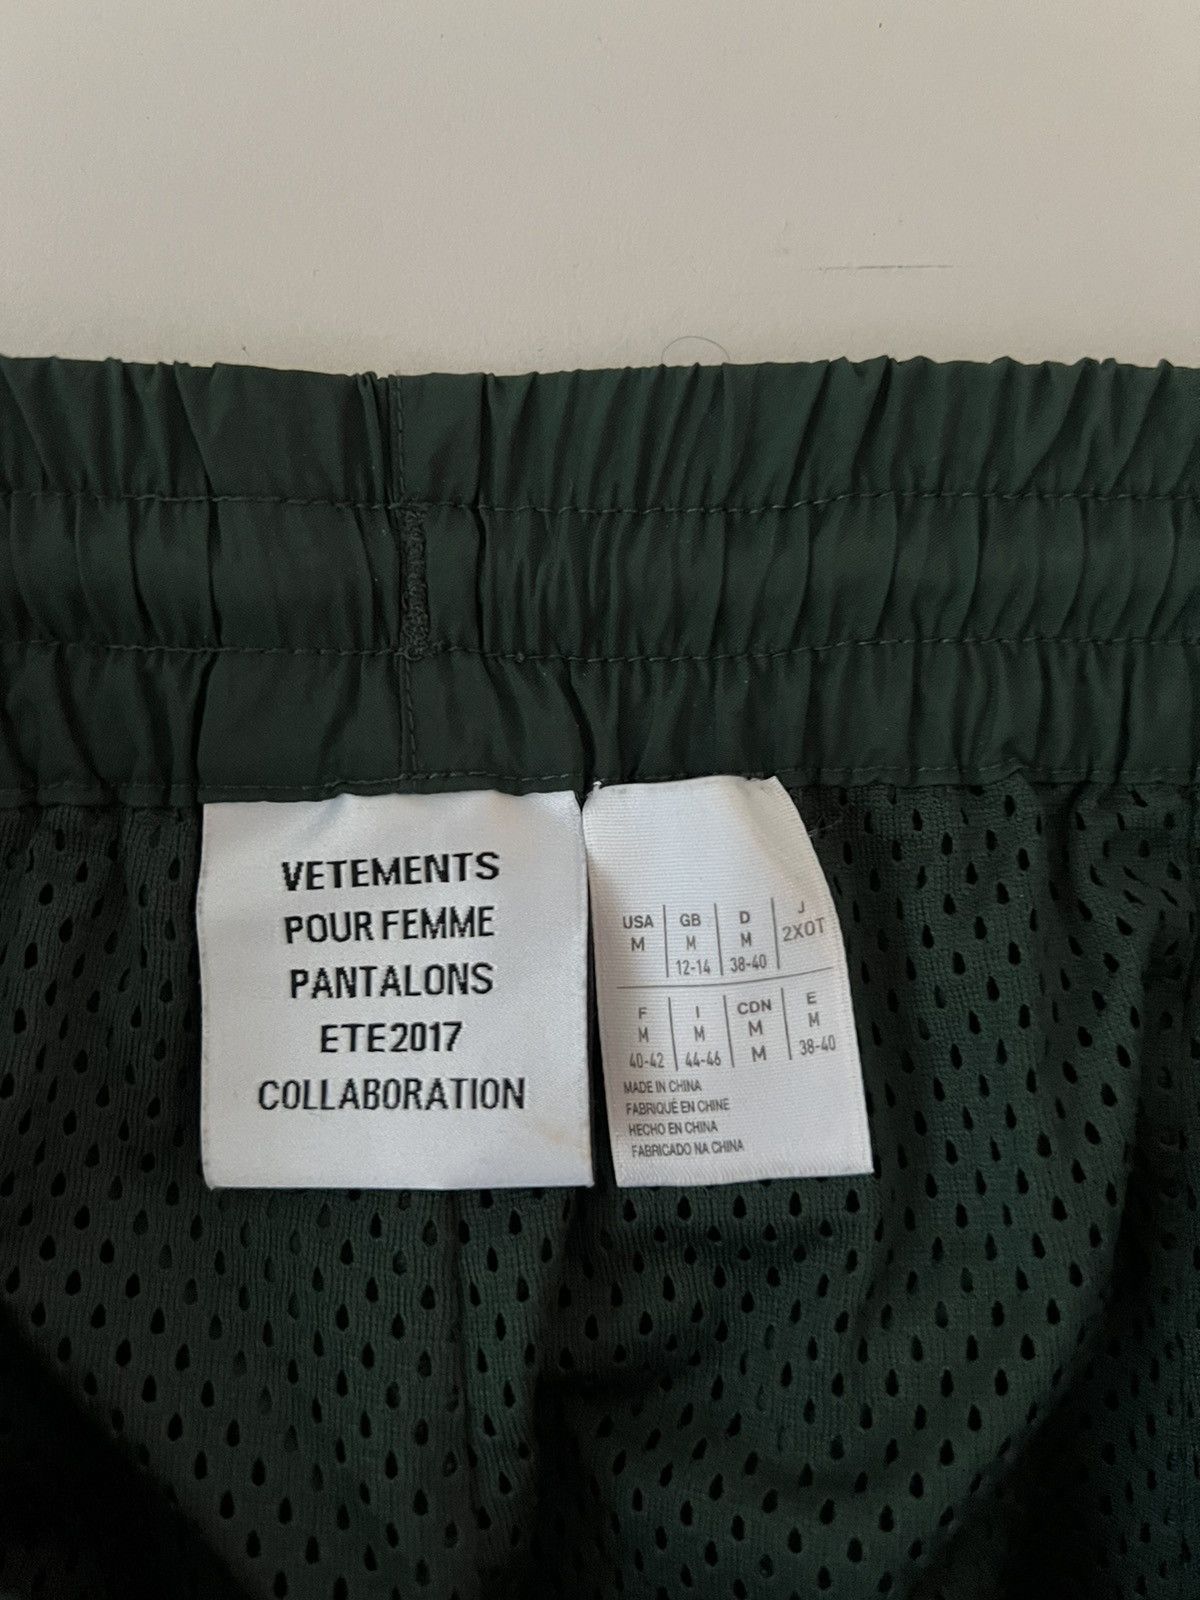 VETEMENTS
POUR FEMME
PANTALONS
ETE2017
COLLABORATION
USA GB D J
M M M 2XOT
12-14 38-40
F I CDN E
M M M M
40-42 44-46 M 38-40
MADE IN CHINA
FABRIQUÉ EN CHINE
HECHO EN CHINA
FABRICADO NA CHINA